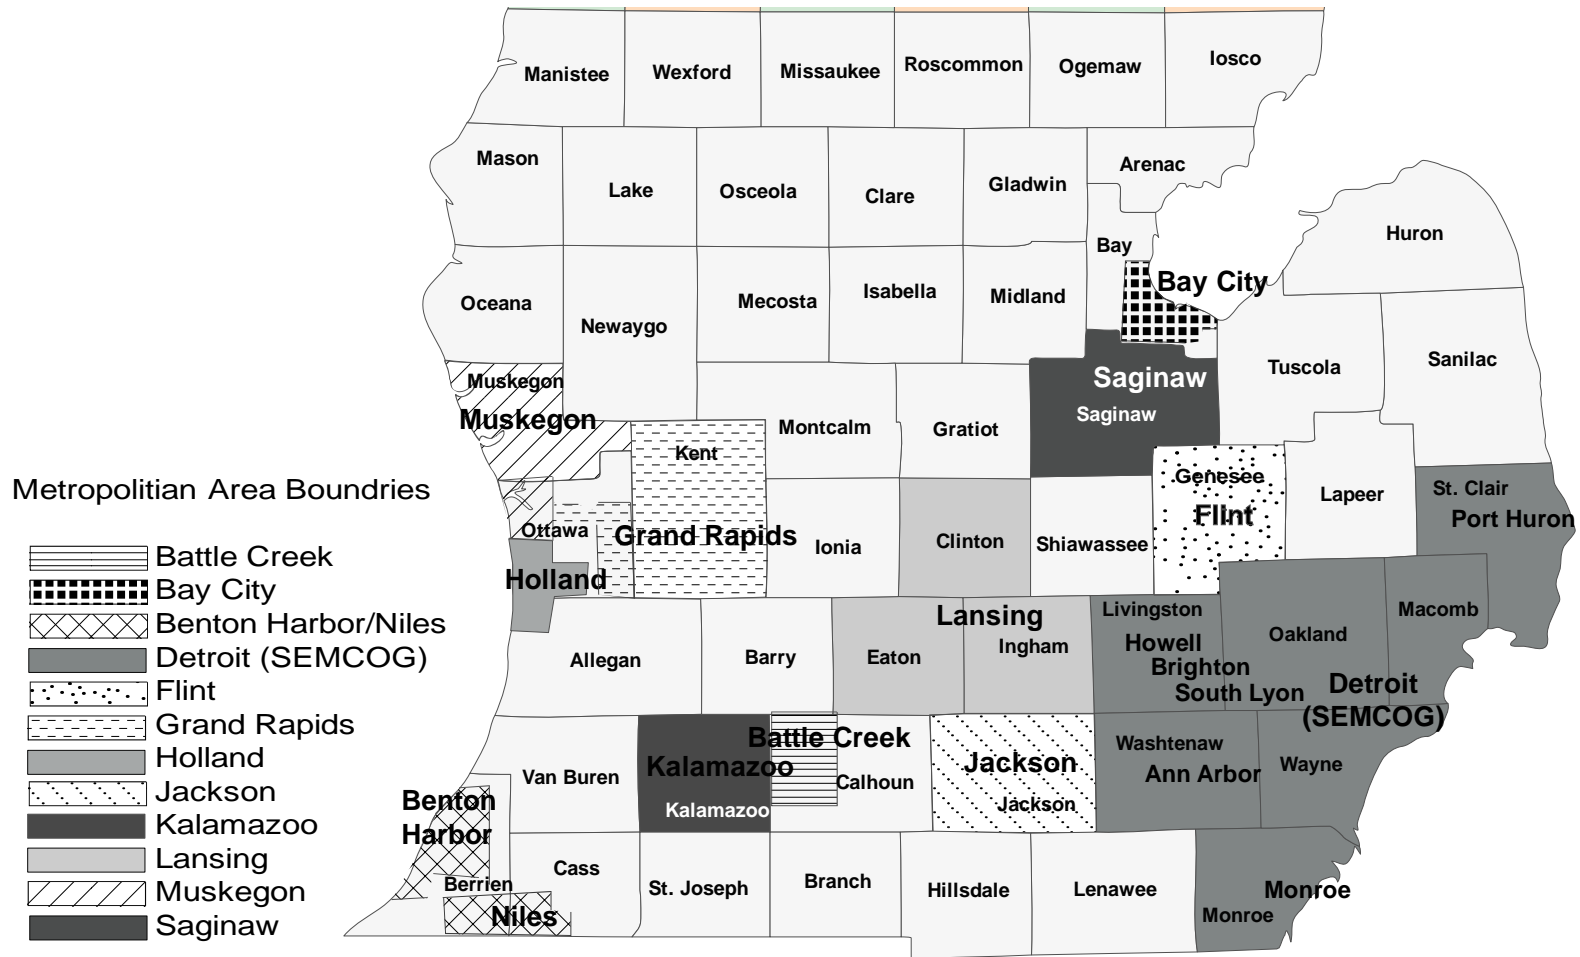 Manistee
Wexford
Missaukee
Roscommon
Ogemaw
Iosco
Mason
Lake
Osceola
Clare
Gladwin
Arenac
Huron
Bay
Bay City
Oceana
Newaygo
Mecosta
Isabella
Midland
Tuscola
Sanilac
Muskegon
Muskegon
Saginaw
Saginaw
Montcalm
Gratiot
Kent
Genesee
Flint
Lapeer
St. Clair
Port Huron
Ottawa
Grand Rapids
Ionia
Clinton
Shiawassee
Holland
Lansing
Livingston
Howell
Brighton
South Lyon
Oakland
Macomb
Detroit
(SEMCOG)
Allegan
Barry
Eaton
Ingham
Van Buren
Kalamazoo
Kalamazoo
Battle Creek
Calhoun
Jackson
Jackson
Washtenaw
Ann Arbor
Wayne
Benton
Harbor
Berrien
Niles
Cass
St. Joseph
Branch
Hillsdale
Lenawee
Monroe
Monroe
Metropolitian Area Boundries
Battle Creek
Bay City
Benton Harbor/Niles
Detroit (SEMCOG)
Flint
Grand Rapids
Holland
Jackson
Kalamazoo
Lansing
Muskegon
Saginaw